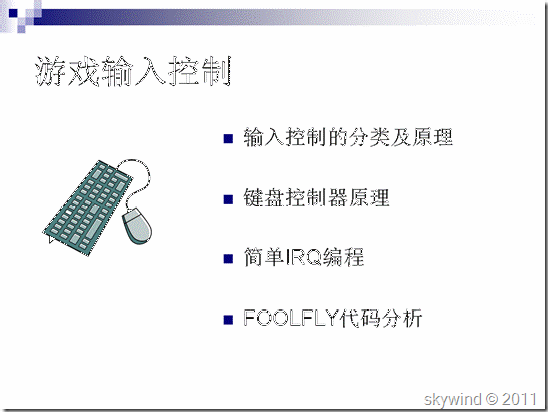 游戏输入控制
输入控制的分类及原理
键盘控制器原理
简单IRQ编程
FOOLFLY代码分析
skywind © 2011